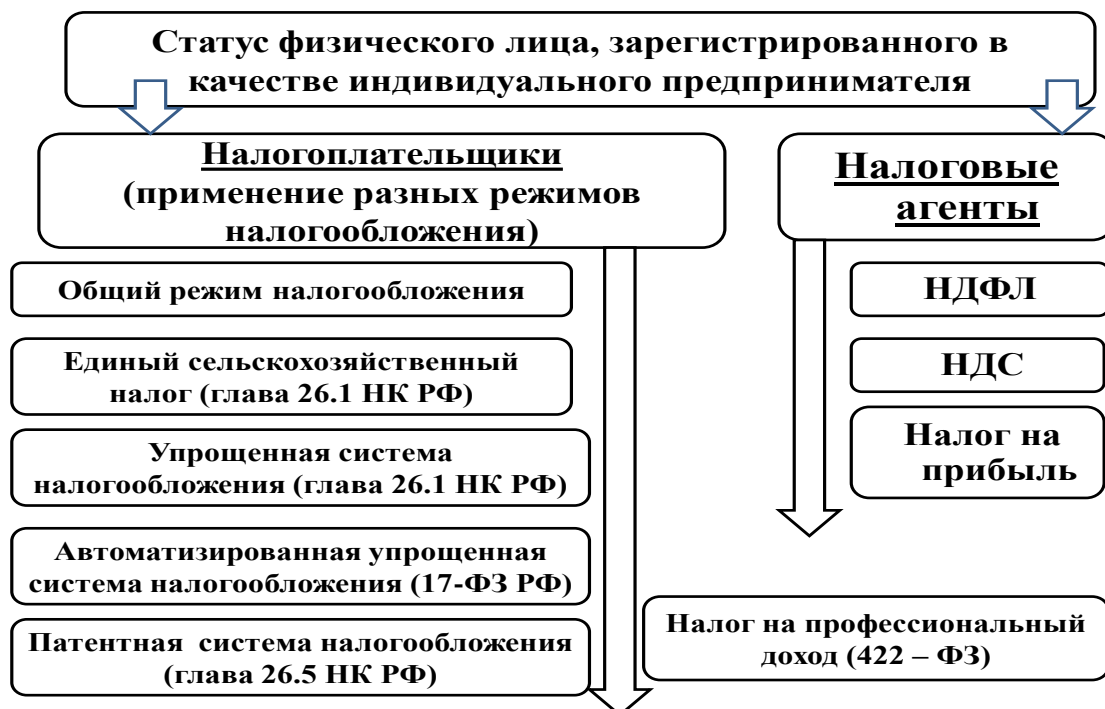 Статус физического лица, зарегистрированного в
качестве индивидуального предпринимателя
Налогоплательщики
(применение разных режимов
налогообложения)
Общий режим налогообложения
Единый сельскохозяйственный
налог (глава 26.1 НК РФ)
Упрощенная система
налогообложения (глава 26.1 НК РФ)
Автоматизированная упрощенная
система налогообложения (17-ФЗ РФ)
Патентная система налогообложения
(глава 26.5 НК РФ)
Налоговые
агенты
НДФЛ
НДС
Налог на
прибыль
Налог на профессиональный
доход (422 – ФЗ)